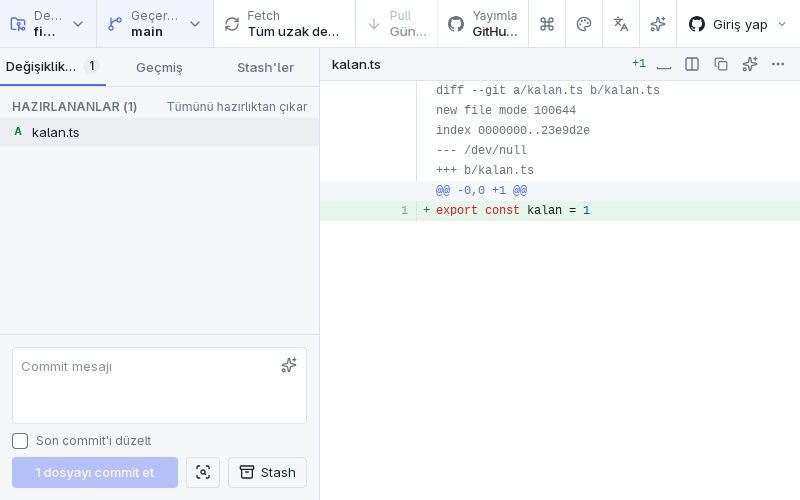 De...
fi...
Geçer...
main
Fetch
Tüm uzak de...
Pull
Gün...
Yayımla
GitHu...
Giriş yap
Değişiklik... 1
Geçmiş
Stash'ler
HAZIRLANANLAR (1)
Tümünü hazırlıktan çıkar
A kalan.ts
Commit mesajı
Son commit'i düzelt
1 dosyayı commit et
Stash
kalan.ts
+1
diff --git a/kalan.ts b/kalan.ts
new file mode 100644
index 0000000..23e9d2e
--- /dev/null
+++ b/kalan.ts
@@ -0,0 +1 @@
1 + export const kalan = 1